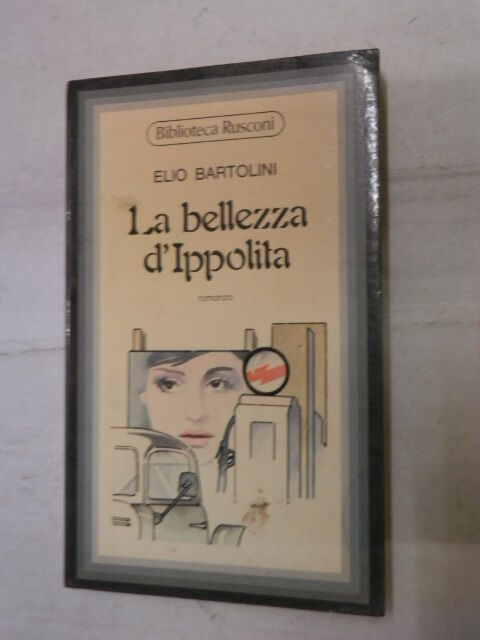 Biblioteca Rusconi
ELIO BARTOLINI
La bellezza
d'Ippolita
romanzo